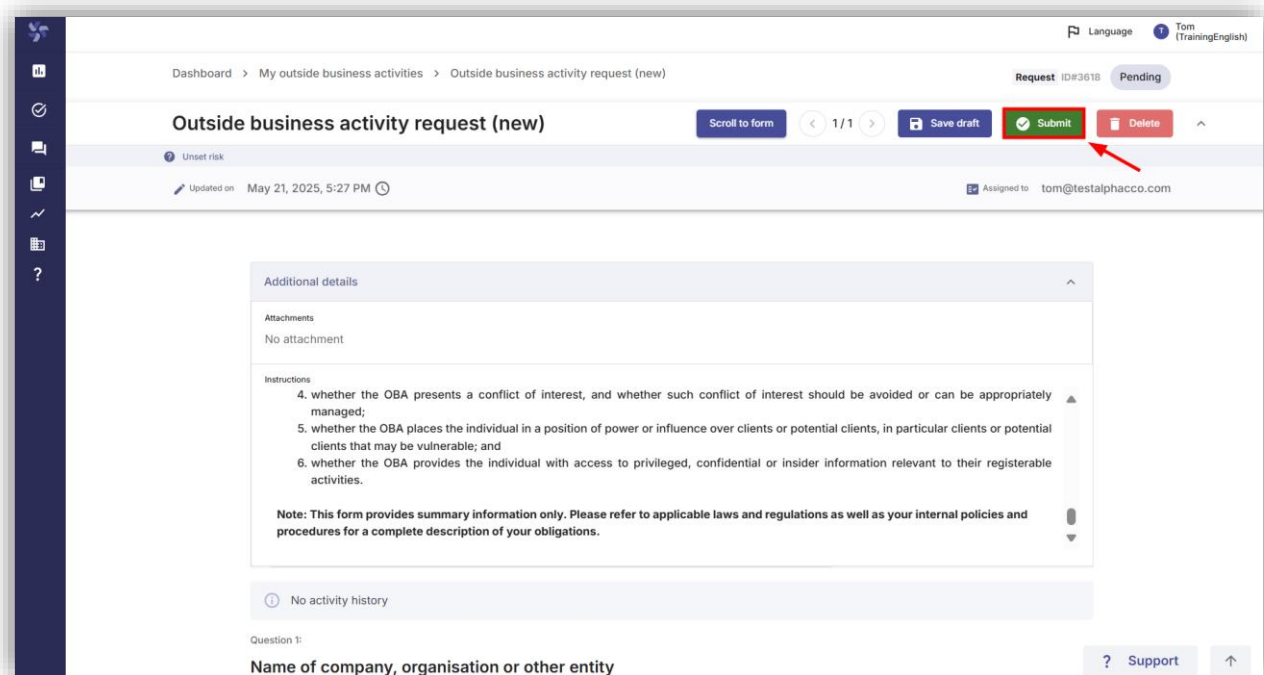 Language
T
Tom
(TrainingEnglish)
Dashboard > My outside business activities > Outside business activity request (new)
Request ID#3618 Pending
Outside business activity request (new)
Scroll to form
< 1/1 >
Save draft
Submit
Delete
? Unset risk
Updated on May 21, 2025, 5:27 PM
Assigned to tom@testalphacco.com
?
Additional details
Attachments
No attachment
Instructions
4. whether the OBA presents a conflict of interest, and whether such conflict of interest should be avoided or can be appropriately
managed;
5. whether the OBA places the individual in a position of power or influence over clients or potential clients, in particular clients or potential
clients that may be vulnerable; and
6. whether the OBA provides the individual with access to privileged, confidential or insider information relevant to their registerable
activities.
Note: This form provides summary information only. Please refer to applicable laws and regulations as well as your internal policies and
procedures for a complete description of your obligations.
No activity history
Question 1:
Name of company, organisation or other entity
? Support